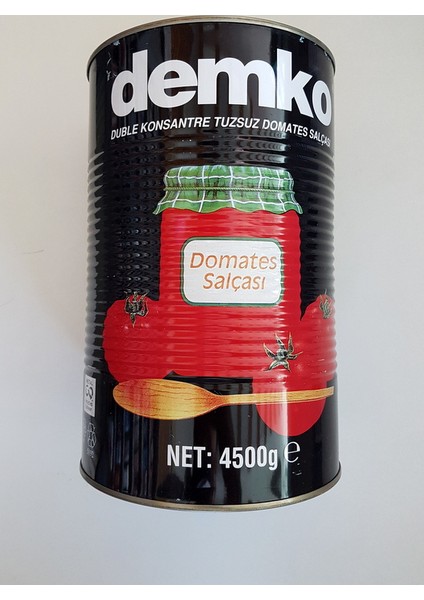 demko
DUBLE KONSANTRE TUZSUZ DOMATES SALÇASI
Domates
Salçası
NET: 4500g e